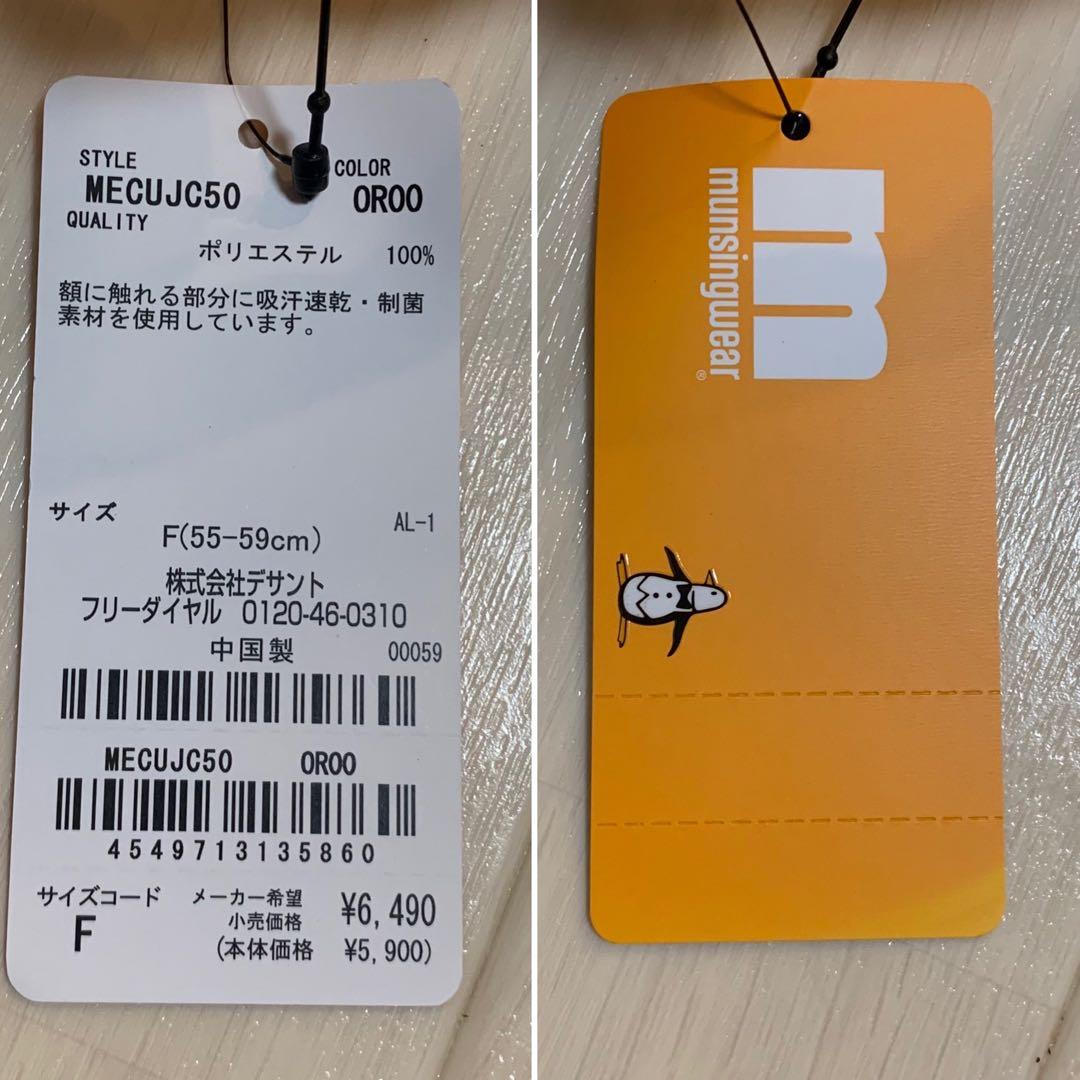 STYLE
COLOR
MECUJC50
OR00
QUALITY
ポリエステル 100%
額に触れる部分に吸汗速乾・制菌
素材を使用しています。
サイズ
AL-1
F(55-59cm)
株式会社デサント
フリーダイヤル 0120-46-0310
中国製 00059
MECUJC50 OR00
4549713135860
サイズコード
F
メーカー希望
小売価格 ¥6,490
(本体価格 ¥5,900)
m
munsingwear®